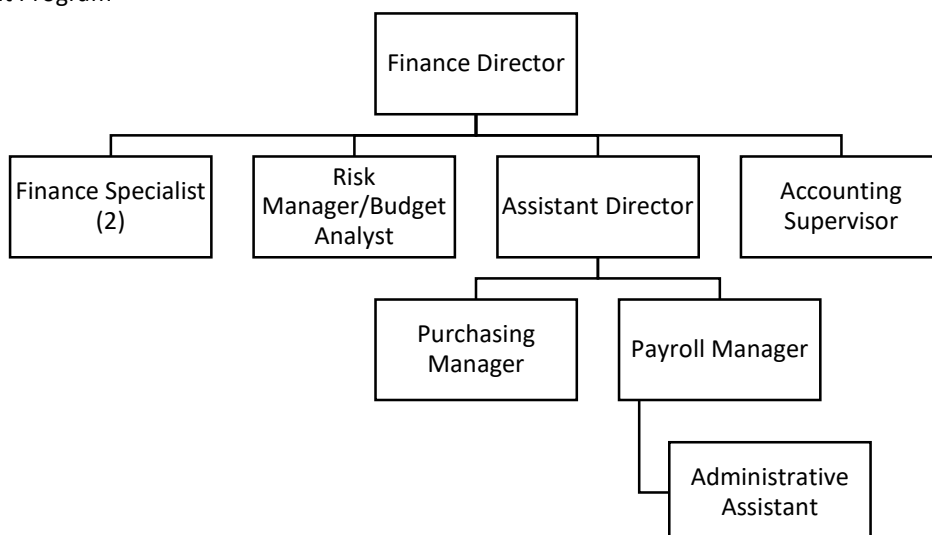 Finance Director
Finance Specialist
(2)
Risk
Manager/Budget
Analyst
Assistant Director
Accounting
Supervisor
Purchasing
Manager
Payroll Manager
Administrative
Assistant